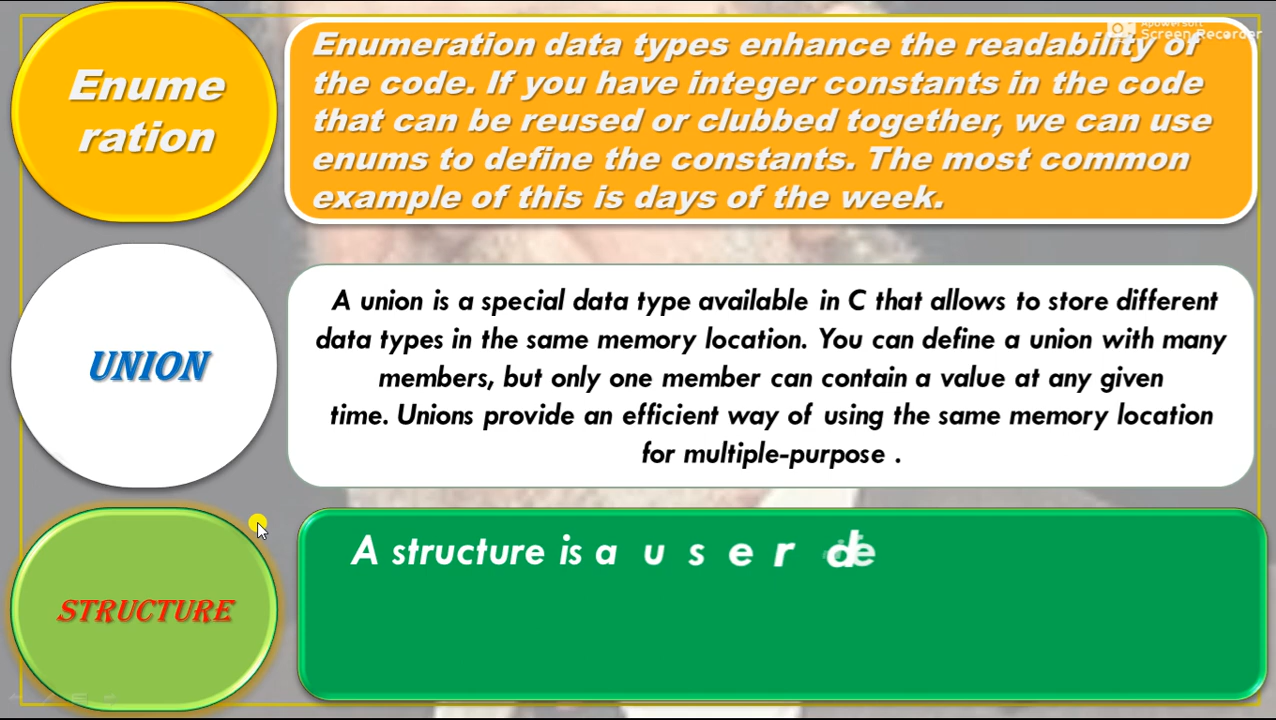 Enume
ration
Enumeration data types enhance the readability of
the code. If you have integer constants in the code
that can be reused or clubbed together, we can use
enums to define the constants. The most common
example of this is days of the week.
UNION
A union is a special data type available in C that allows to store different
data types in the same memory location. You can define a union with many
members, but only one member can contain a value at any given
time. Unions provide an efficient way of using the same memory location
for multiple-purpose .
STRUCTURE
A structure is a u s e r de
Apowersoft
Screen Recorder